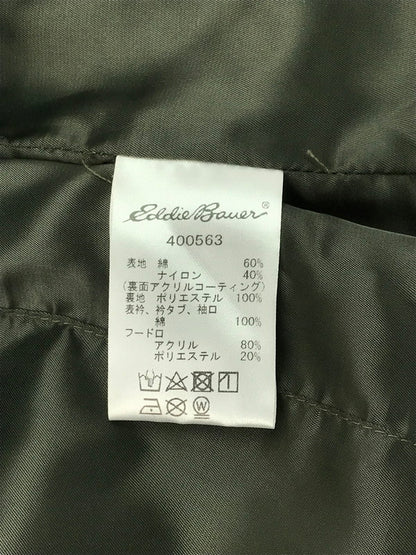 Eddie Bauer®
400563
表地 綿 60%
ナイロン 40%
(裏面アクリルコーティング)
裏地 ポリエステル 100%
表衿、衿タブ、袖口
綿 100%
フードロ
アクリル 80%
ポリエステル 20%
W